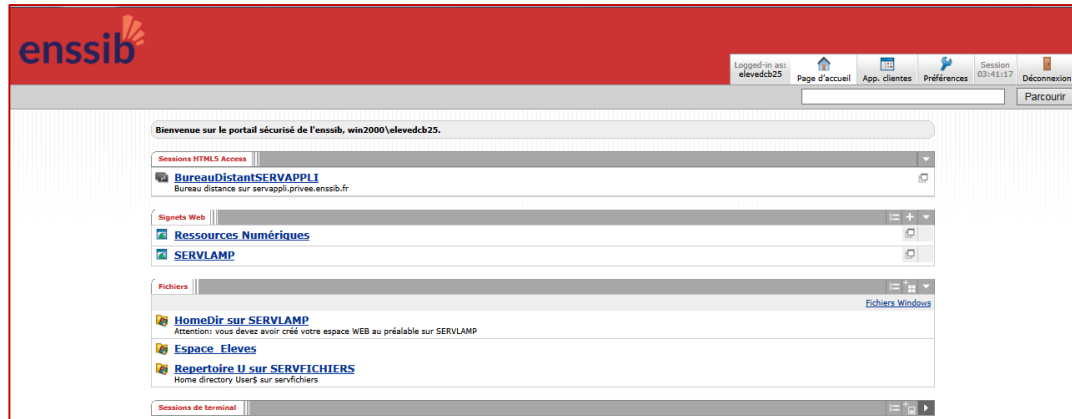 enssib
Logged-in as:
elevedcb25
Page d'accueil
App. clientes
Préférences
Session
03:41:17
Déconnexion
Parcourir
Bienvenue sur le portail sécurisé de l'enssib, win2000\elevedcb25.
Sessions HTML5 Access
BureauDistantSERVAPPLI
Bureau distance sur servappli.privee.enssib.fr
Signets Web
Ressources Numériques
SERVLAMP
Fichiers
Fichiers Windows
HomeDir sur SERVLAMP
Attention: vous devez avoir créé votre espace WEB au préalable sur SERVLAMP
Espace Eleves
Repertoire U sur SERVFICHIERS
Home directory User$ sur servfichiers
Sessions de terminal